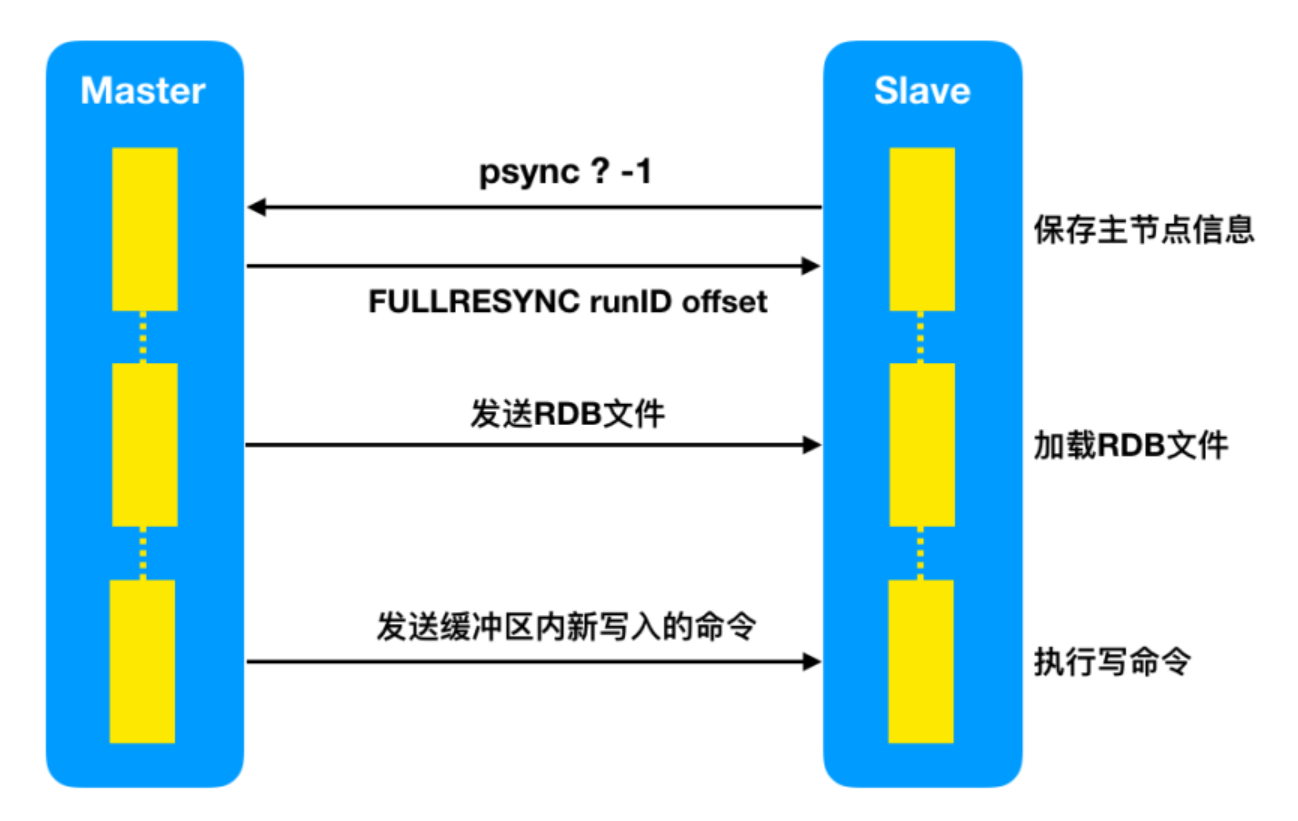 Master
Slave
psync ? -1
保存主节点信息
FULLRESYNC runID offset
发送RDB文件
加载RDB文件
发送缓冲区内新写入的命令
执行写命令